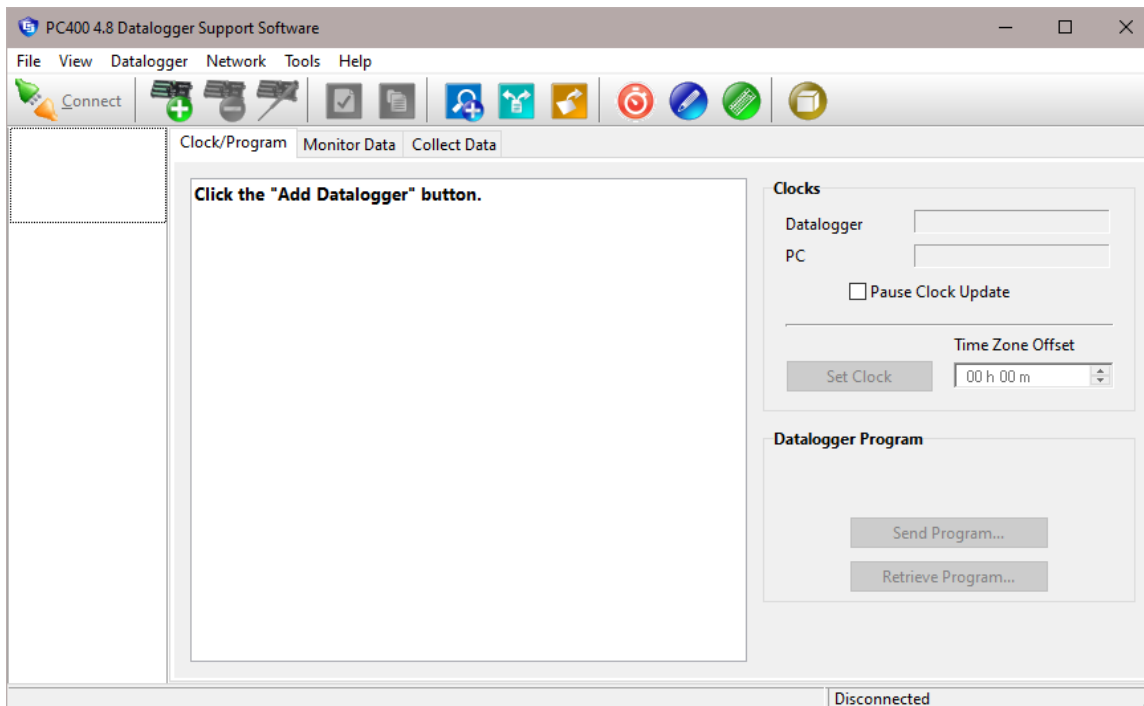 PC400 4.8 Datalogger Support Software
File View Datalogger Network Tools Help
Connect
Clock/Program Monitor Data Collect Data
Click the "Add Datalogger" button.
Clocks
Datalogger
PC
Pause Clock Update
Time Zone Offset
Set Clock 00 h 00 m
Datalogger Program
Send Program...
Retrieve Program...
Disconnected